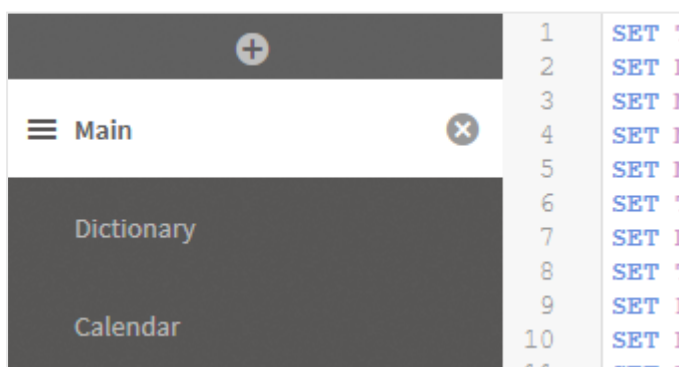 Main
Dictionary
Calendar
1 SET
2 SET
3 SET
4 SET
5 SET
6 SET
7 SET
8 SET
9 SET
10 SET